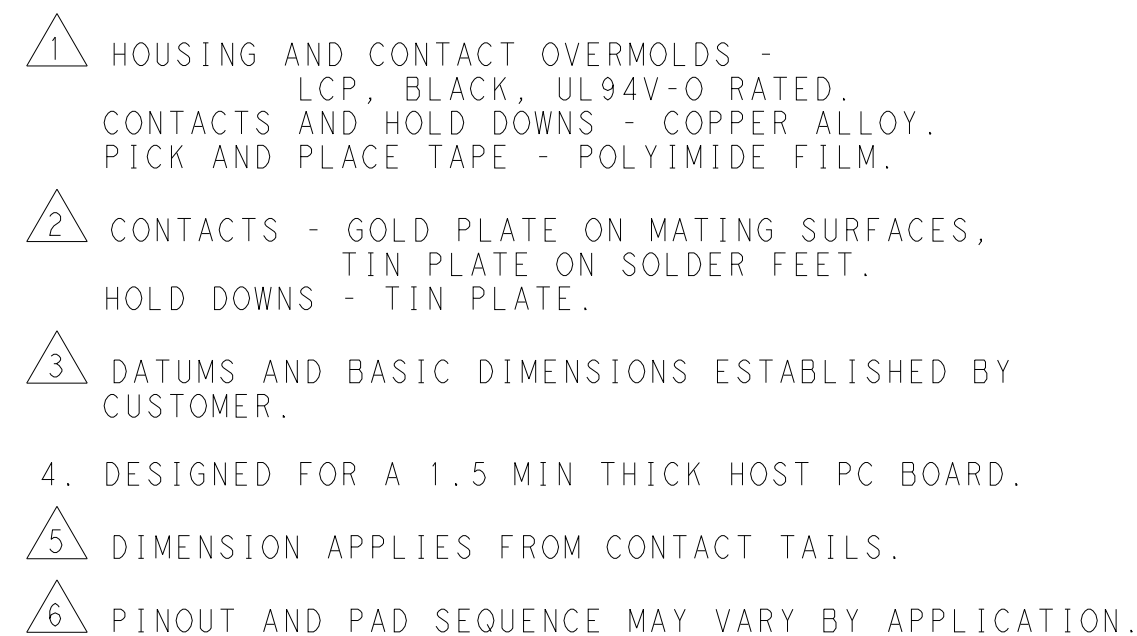 1 HOUSING AND CONTACT OVERMOLDS -
LCP, BLACK, UL94V-O RATED.
CONTACTS AND HOLD DOWNS - COPPER ALLOY.
PICK AND PLACE TAPE - POLYIMIDE FILM.
2 CONTACTS - GOLD PLATE ON MATING SURFACES,
TIN PLATE ON SOLDER FEET.
HOLD DOWNS - TIN PLATE.
3 DATUMS AND BASIC DIMENSIONS ESTABLISHED BY
CUSTOMER.
4. DESIGNED FOR A 1.5 MIN THICK HOST PC BOARD.
5 DIMENSION APPLIES FROM CONTACT TAILS.
6 PINOUT AND PAD SEQUENCE MAY VARY BY APPLICATION.